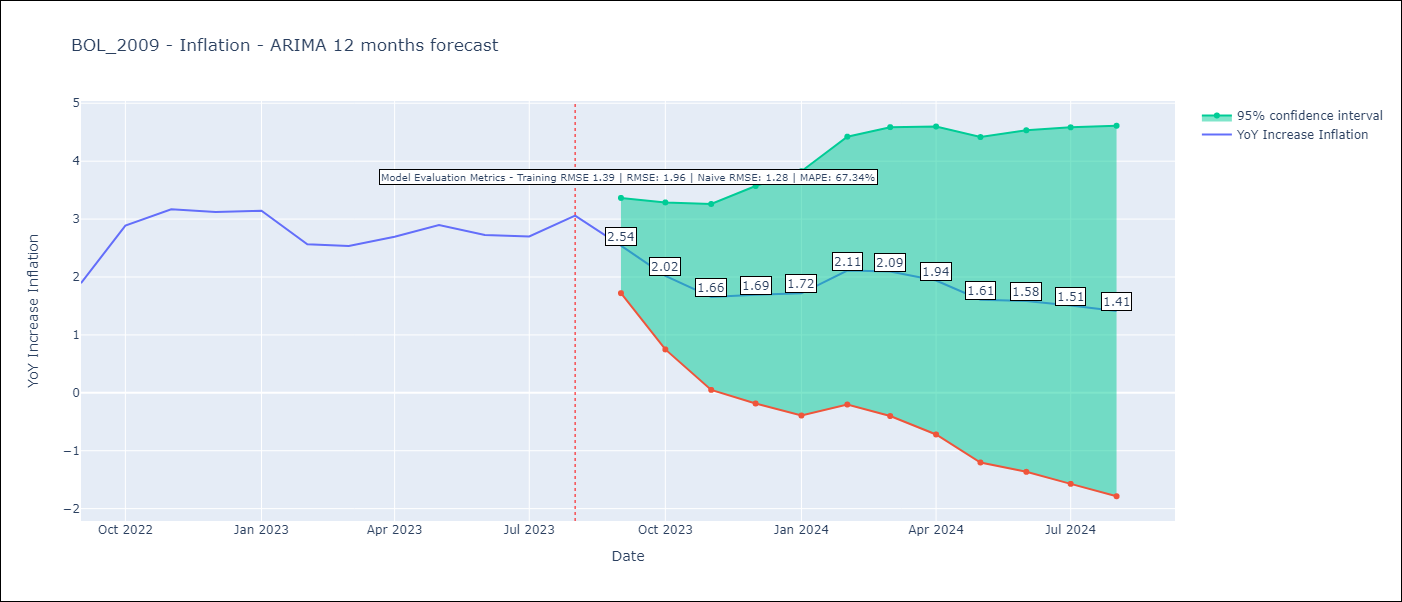 BOL_2009 - Inflation - ARIMA 12 months forecast
95% confidence interval
YoY Increase Inflation
Model Evaluation Metrics - Training RMSE 1.39 | RMSE: 1.96 | Naive RMSE: 1.28 | MAPE: 67.34%
YoY Increase Inflation
5
4
3
2
1
0
−1
−2
2.54
2.02
1.66
1.69
1.72
2.11
2.09
1.94
1.61
1.58
1.51
1.41
Oct 2022
Jan 2023
Apr 2023
Jul 2023
Oct 2023
Jan 2024
Apr 2024
Jul 2024
Date